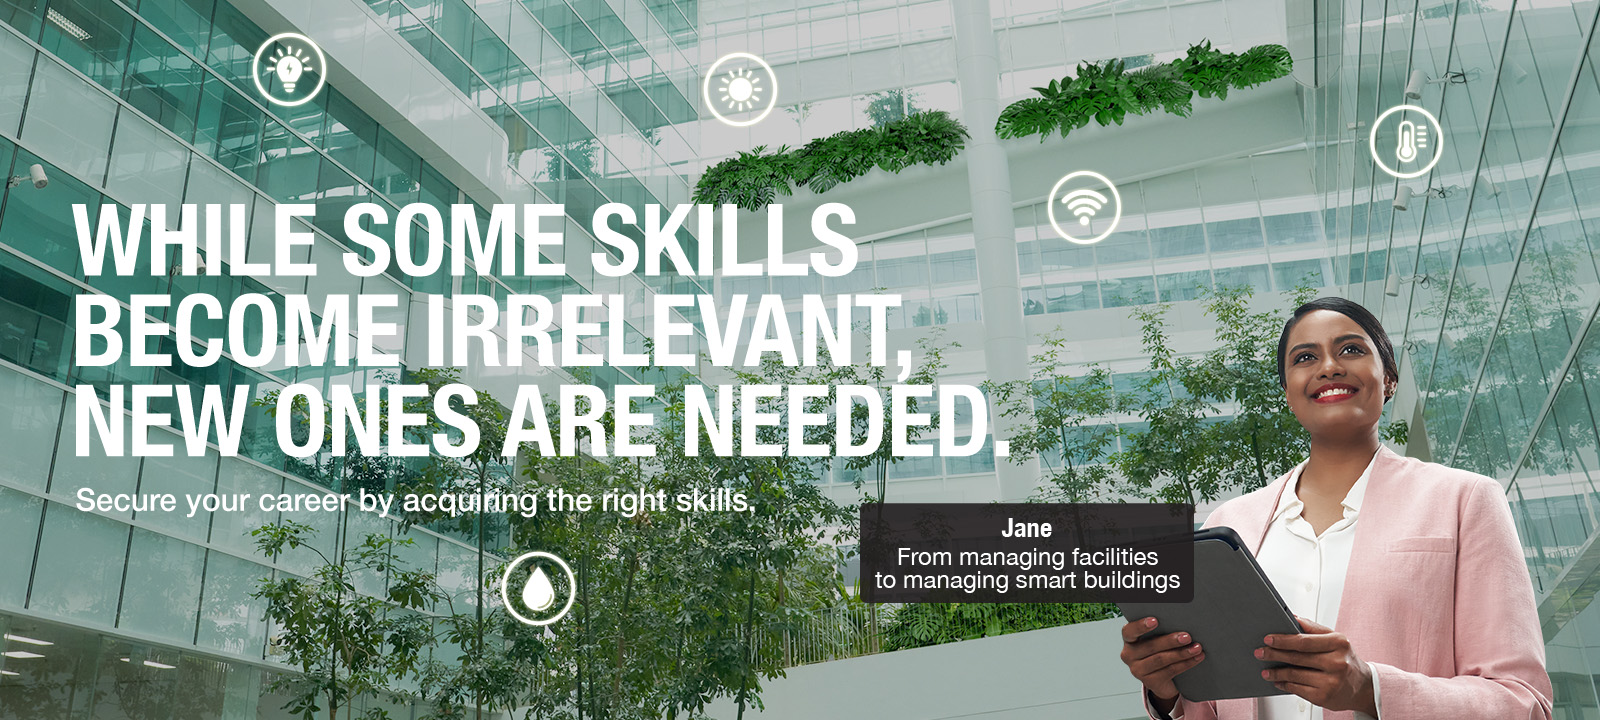 WHILE SOME SKILLS
BECOME IRRELEVANT,
NEW ONES ARE NEEDED.
Secure your career by acquiring the right skills.
Jane
From managing facilities
to managing smart buildings